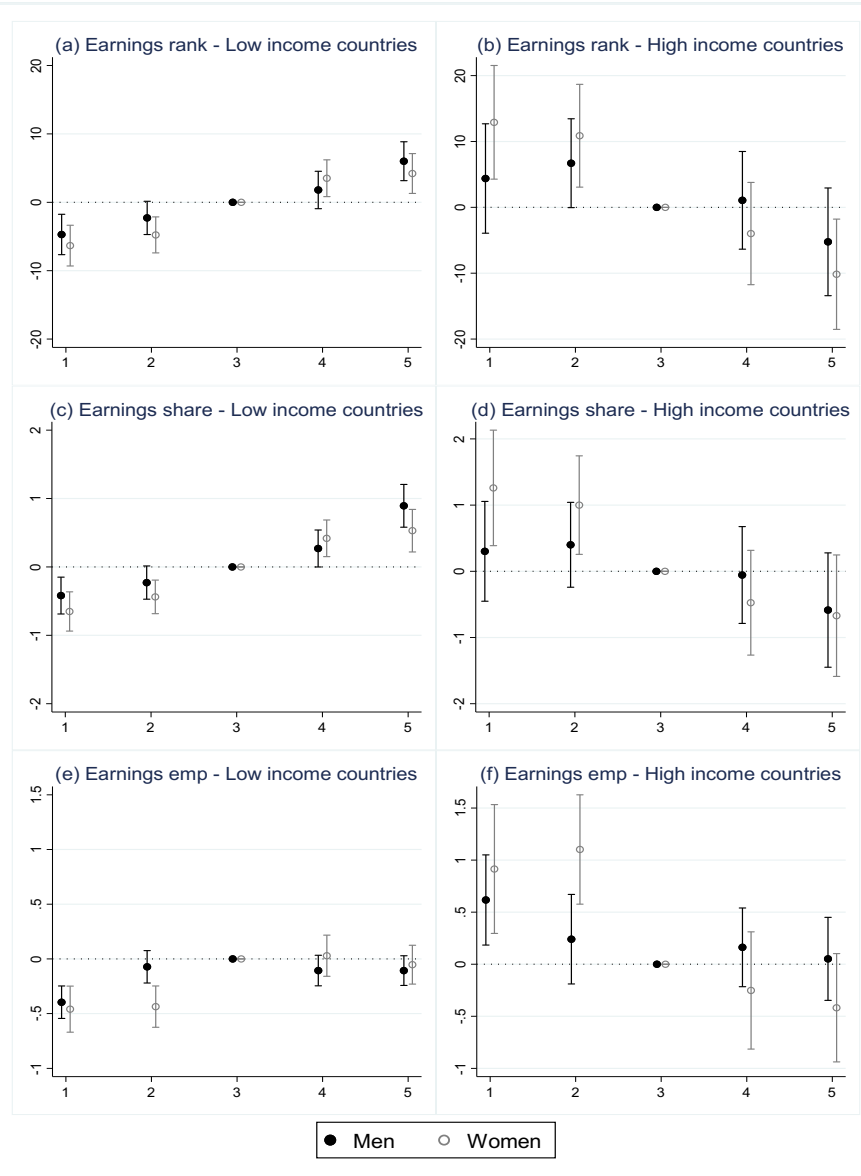 (a) Earnings rank - Low income countries
20
10
0
-10
-20
1 2 3 4 5
(b) Earnings rank - High income countries
20
10
0
-10
-20
1 2 3 4 5
(c) Earnings share - Low income countries
2
1
0
-1
-2
1 2 3 4 5
(d) Earnings share - High income countries
2
1
0
-1
-2
1 2 3 4 5
(e) Earnings emp - Low income countries
1.5
1
.5
0
-.5
-1
1 2 3 4 5
(f) Earnings emp - High income countries
1.5
1
.5
0
-.5
-1
1 2 3 4 5
Men Women